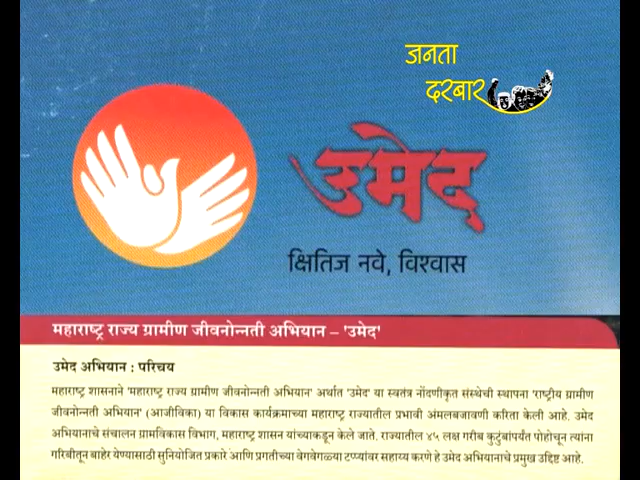 जनता
दरबार
उमेद
क्षितिज नवे, विश्वास
महाराष्ट्र राज्य ग्रामीण जीवनोन्नती अभियान – 'उमेद'
उमेद अभियान : परिचय
महाराष्ट्र शासनाने 'महाराष्ट्र राज्य ग्रामीण जीवनोन्नती अभियान' अर्थात 'उमेद' या स्वतंत्र नोंदणीकृत संस्थेची स्थापना 'राष्ट्रीय ग्रामीण
जीवनोन्नती अभियान' (आजीविका) या विकास कार्यक्रमाच्या महाराष्ट्र राज्यातील प्रभावी अंमलबजावणी करिता केली आहे. उमेद
अभियानाचे संचालन ग्रामविकास विभाग, महाराष्ट्र शासन यांच्याकडून केले जाते. राज्यातील ४५ लक्ष गरीब कुटुंबापर्यंत पोहोचून त्यांना
गरिबीतून बाहेर येण्यासाठी सुनियोजित प्रकारे आणि प्रगतीच्या वेगवेगळ्या टप्प्यांवर सहाय्य करणे हे उमेद अभियानाचे प्रमुख उद्दिष्ट आहे.